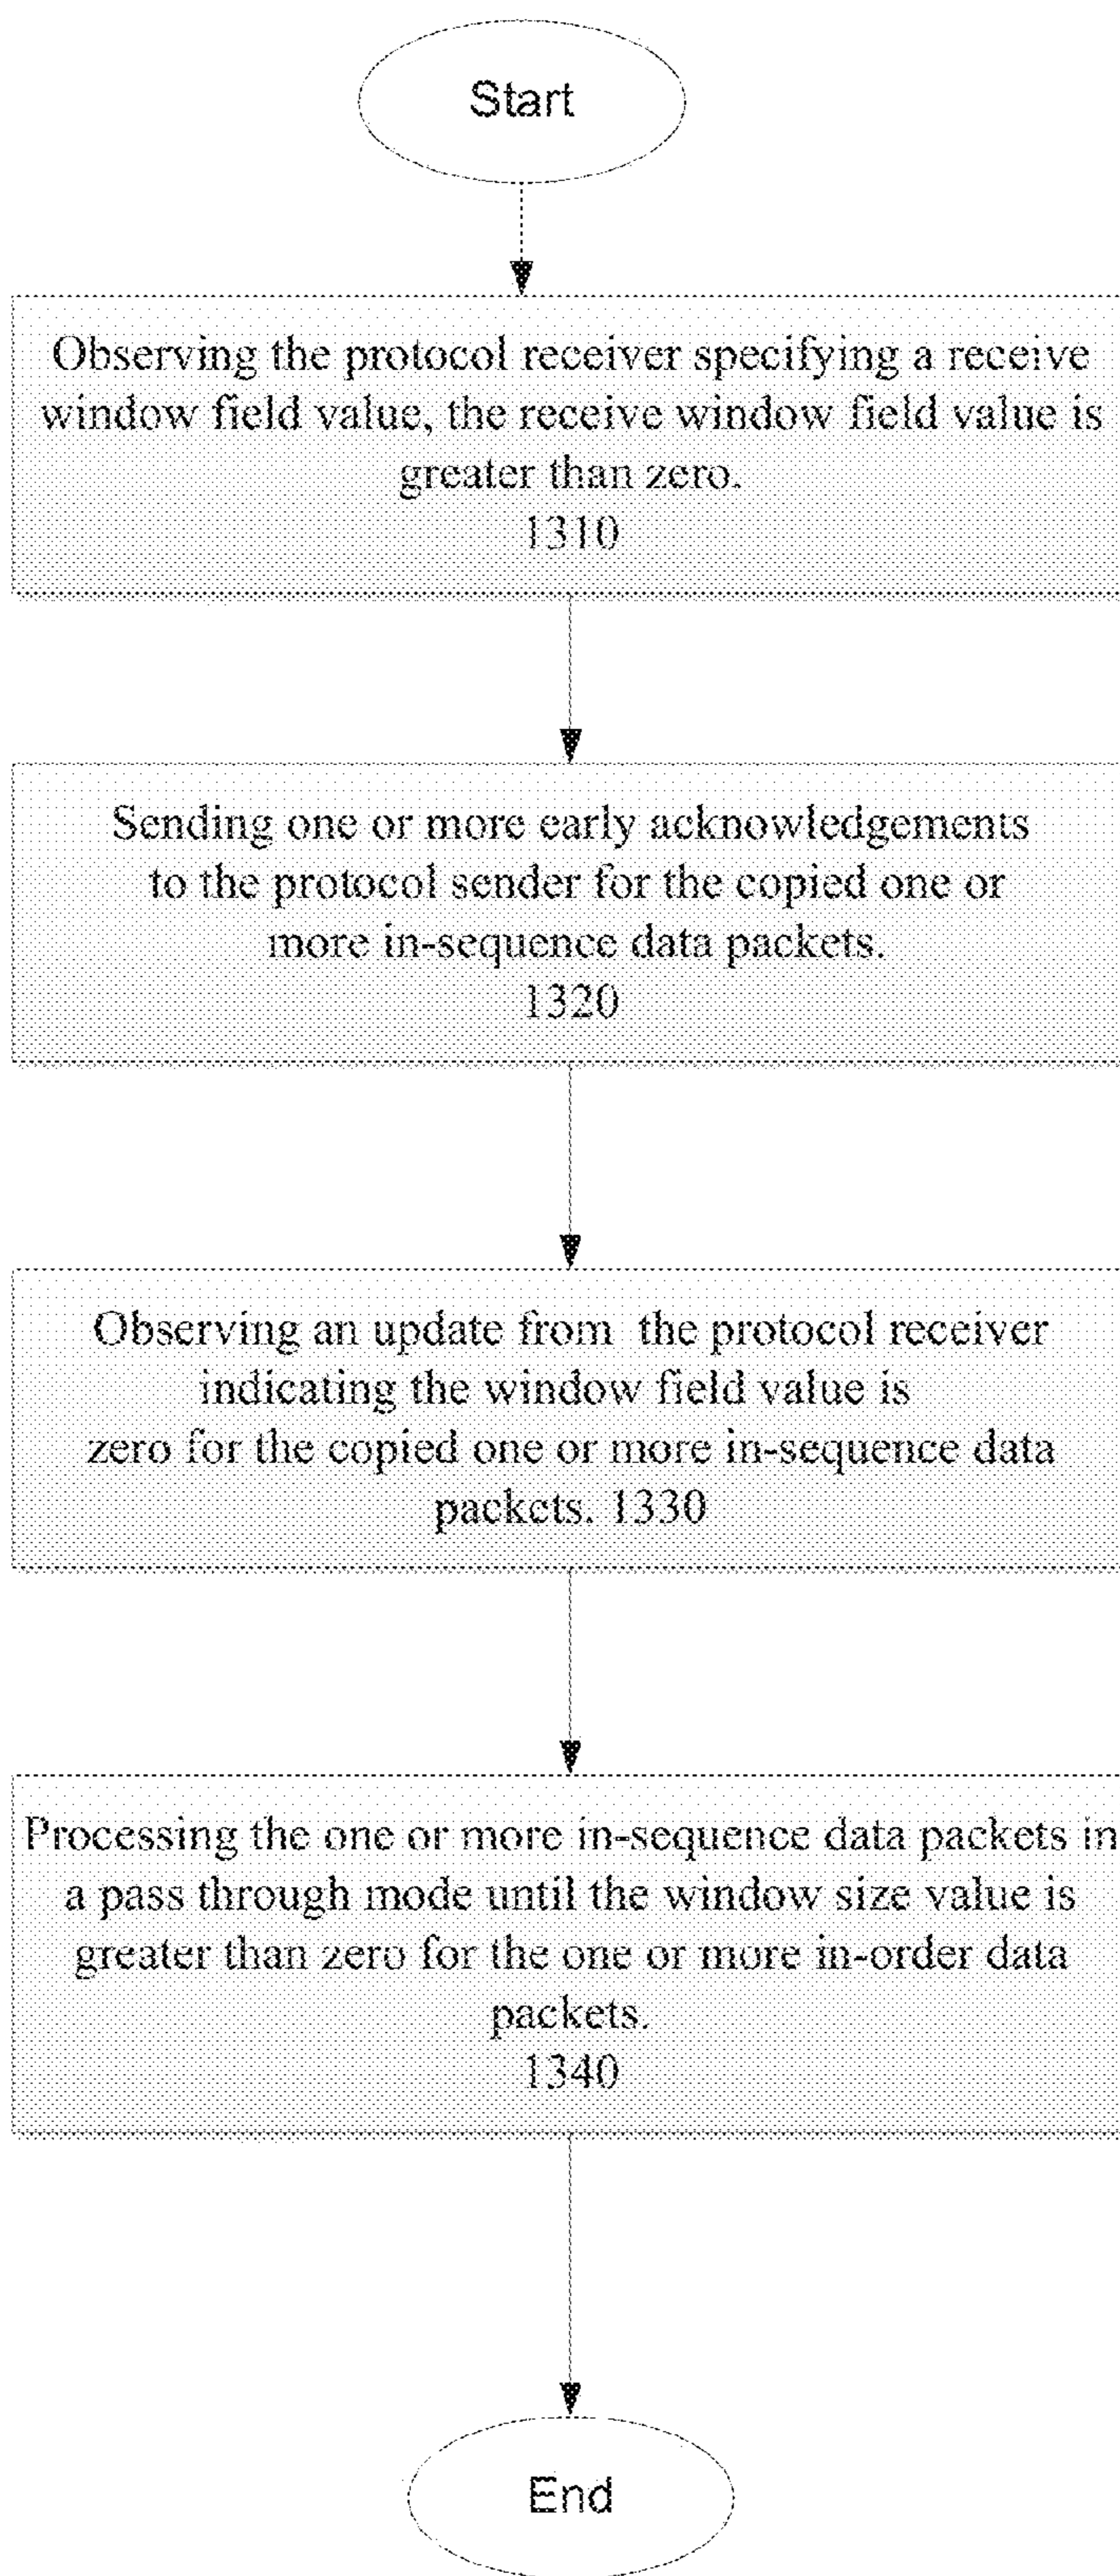 Start
Observing the protocol receiver specifying a receive
window field value, the receive window field value is
greater than zero.
1310
Sending one or more early acknowledgements
to the protocol sender for the copied one or
more in-sequence data packets.
1320
Observing an update from the protocol receiver
indicating the window field value is
zero for the copied one or more in-sequence data
packets. 1330
Processing the one or more in-sequence data packets in
a pass through mode until the window size value is
greater than zero for the one or more in-order data
packets.
1340
End